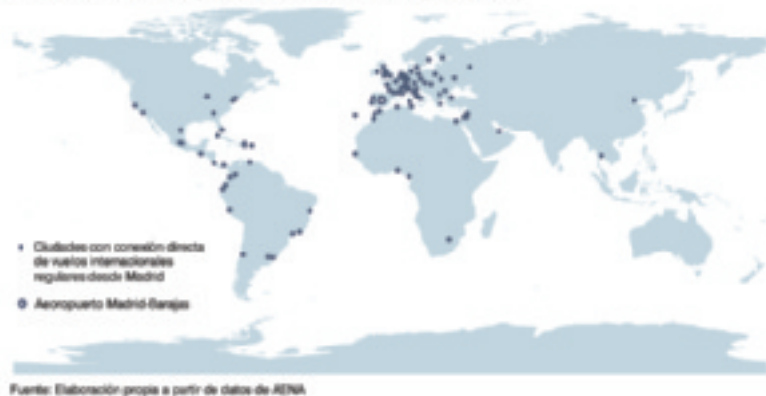 • Ciudades con conexión directa
de vuelos internacionales
regulares desde Madrid
Aeoropuerto Madrid-Barajas
Fuente: Elaboración propia a partir de datos de AENA